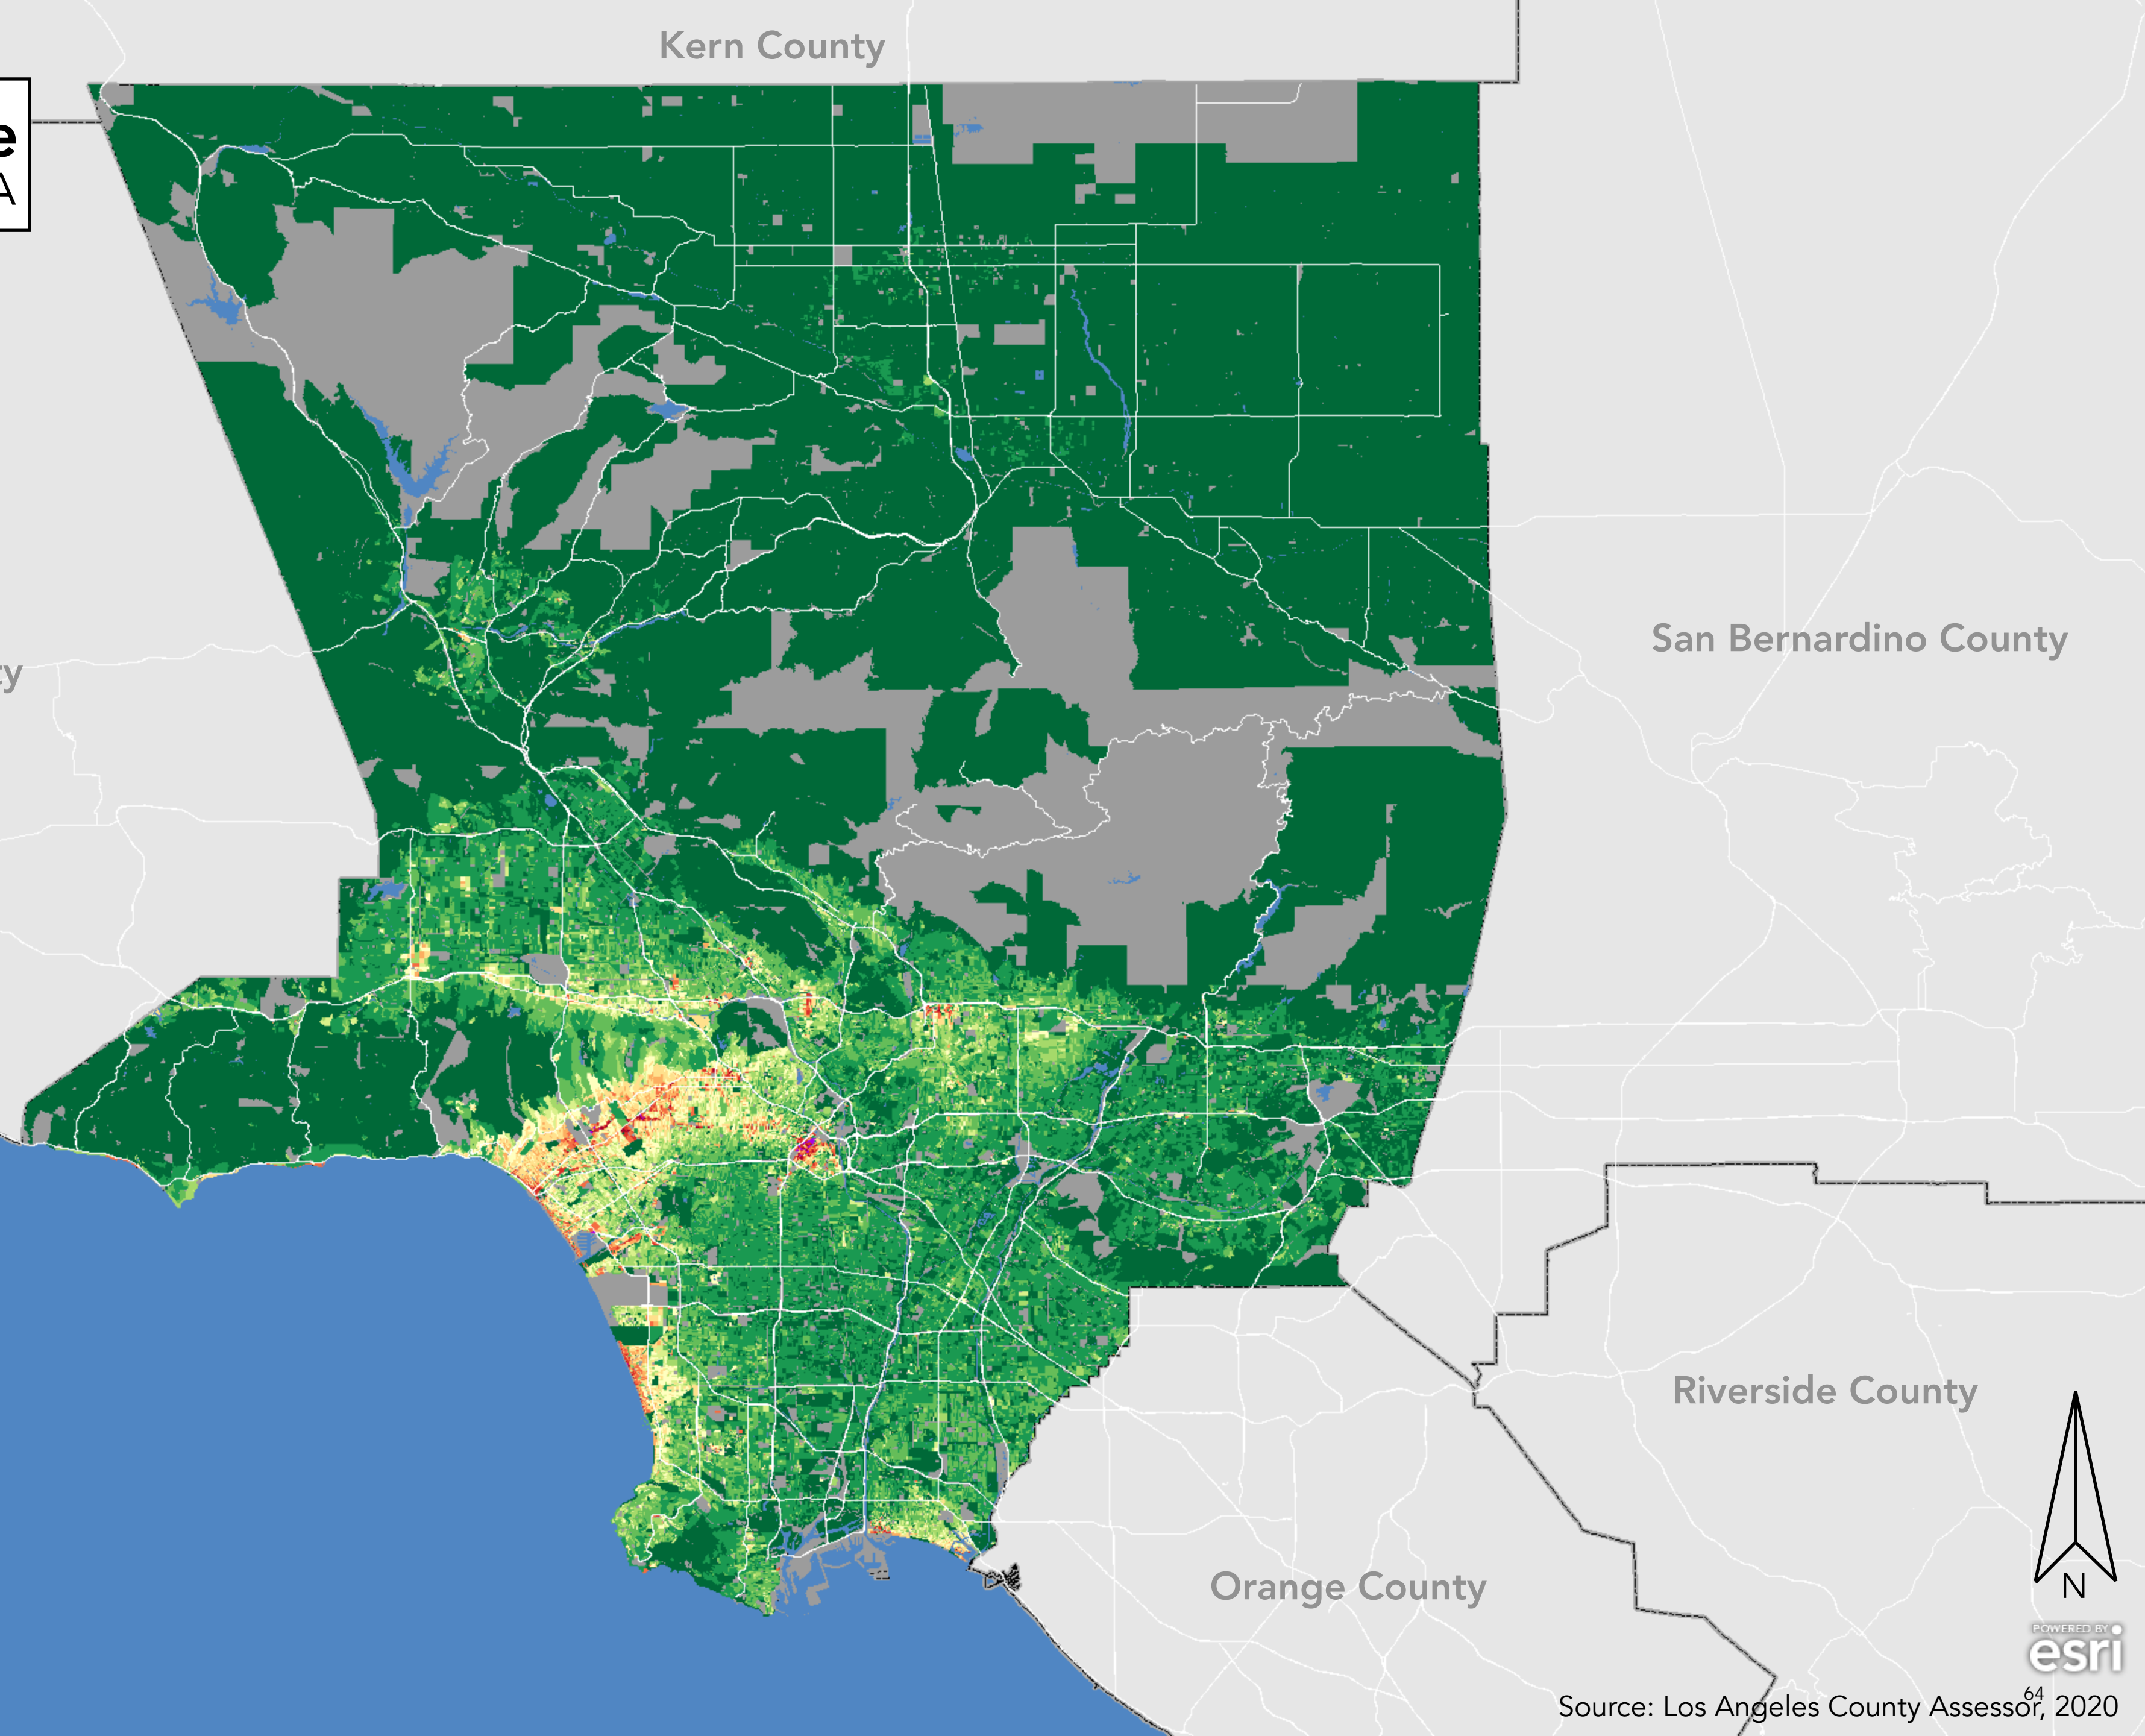 Kern County
e
A
San Bernardino County
ty
Riverside County
Orange County
N
POWERED BY
esri
64
Source: Los Angeles County Assessor, 2020